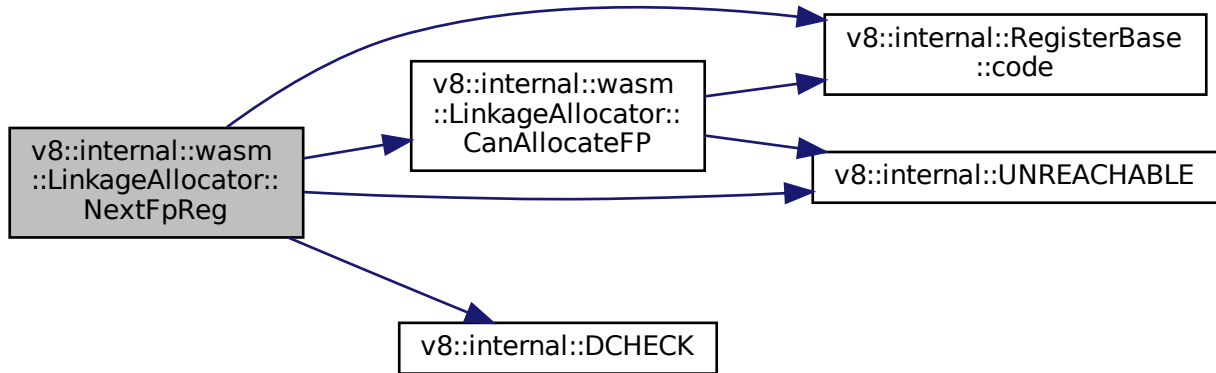 v8::internal::wasm
::LinkageAllocator::
NextFpReg
v8::internal::wasm
::LinkageAllocator::
CanAllocateFP
v8::internal::RegisterBase
::code
v8::internal::UNREACHABLE
v8::internal::DCHECK